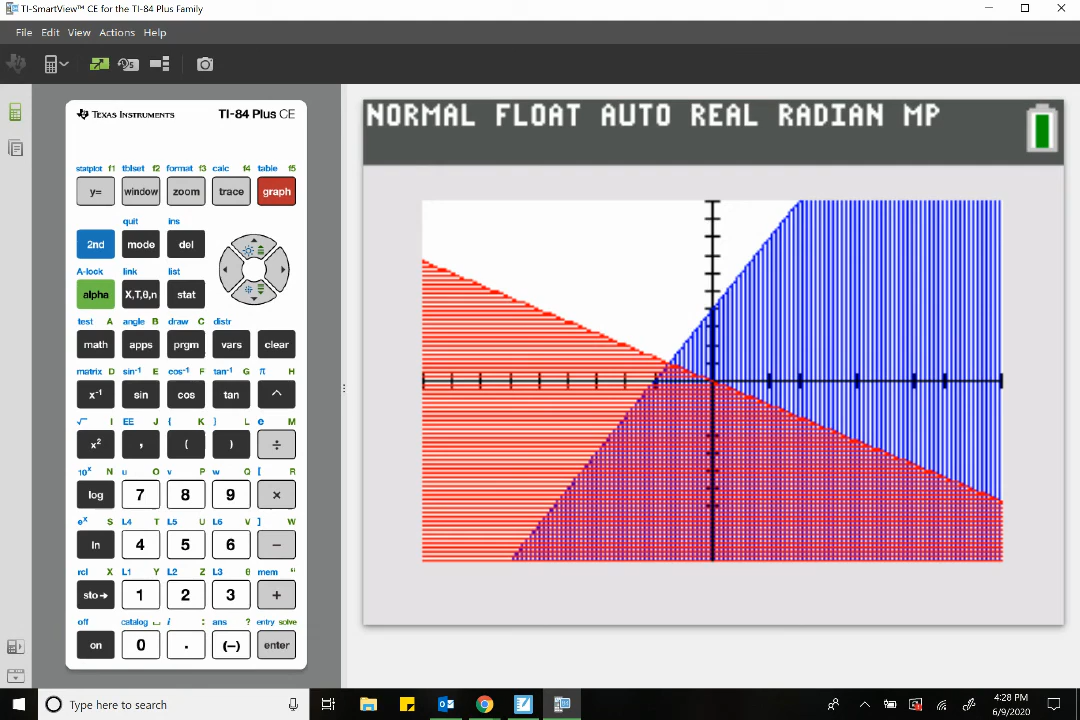 TI-SmartView™ CE for the TI-84 Plus Family
File Edit View Actions Help
TEXAS INSTRUMENTS TI-84 Plus CE
NORMAL FLOAT AUTO REAL RADIAN MP
statplot f1 tblset f2 format f3 calc f4 table f5
y= window zoom trace graph
quit ins
2nd mode del
A-lock link list
alpha X,T,θ,n stat
test A angle B draw C distr
math apps prgm vars clear
matrix D sin⁻¹ E cos⁻¹ F tan⁻¹ G π H
x⁻¹ sin cos tan ^
√ I EE J { K } L e M
x² , ( ) ÷
10ˣ N u O v P w Q [ R
log 7 8 9 ×
eˣ S L4 T L5 U L6 V ] W
ln 4 5 6 −
rcl X L1 Y L2 Z L3 θ mem "
sto→ 1 2 3 +
off catalog ␣ i : ans ? entry solve
on 0 . (−) enter
Type here to search
4:28 PM
6/9/2020